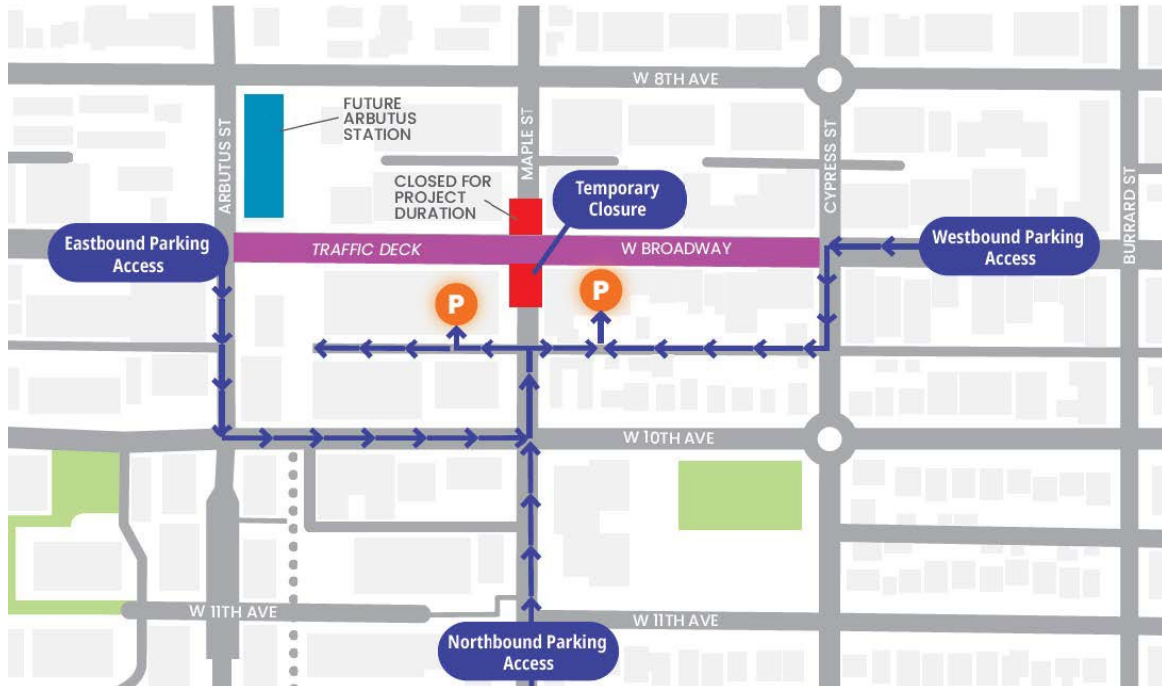 W 8TH AVE
FUTURE
ARBUTUS
STATION
ARBUTUS ST
MAPLE ST
CYPRESS ST
BURRARD ST
CLOSED FOR
PROJECT
DURATION
Temporary
Closure
Eastbound Parking
Access
TRAFFIC DECK
W BROADWAY
Westbound Parking
Access
P
P
W 10TH AVE
W 11TH AVE
W 11TH AVE
Northbound Parking
Access